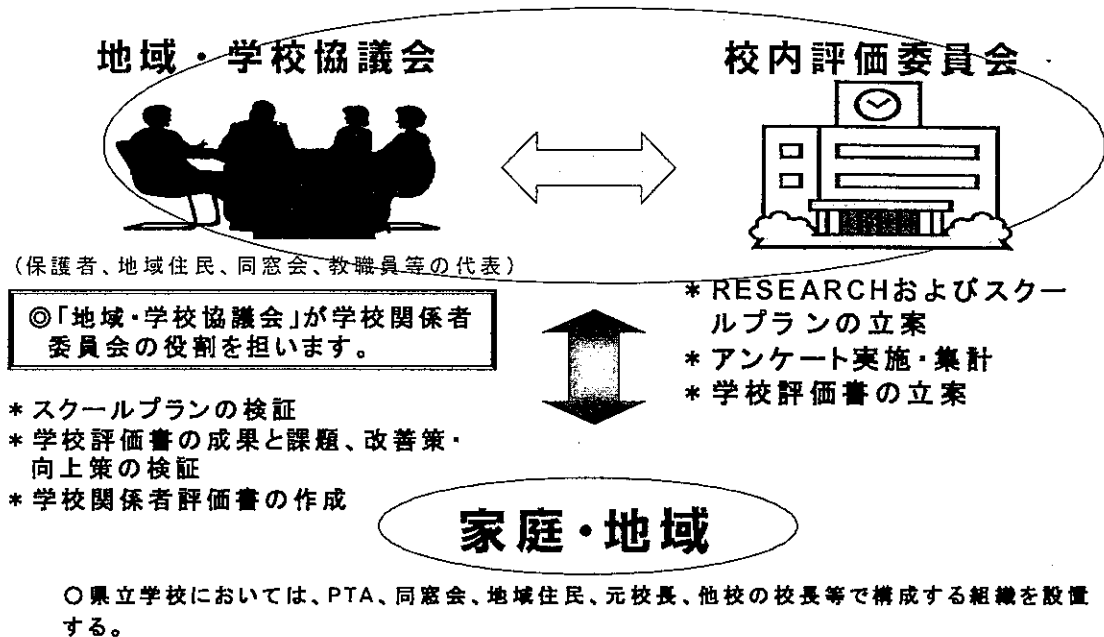 地域・学校協議会
校内評価委員会
(保護者、地域住民、同窓会、教職員等の代表)
◎「地域・学校協議会」が学校関係者
委員会の役割を担います。
*スクールプランの検証
*学校評価書の成果と課題、改善策・
向上策の検証
*学校関係者評価書の作成
*RESEARCHおよびスクー
ルプランの立案
*アンケート実施・集計
*学校評価書の立案
家庭・地域
○県立学校においては、PTA、同窓会、地域住民、元校長、他校の校長等で構成する組織を設置
する。